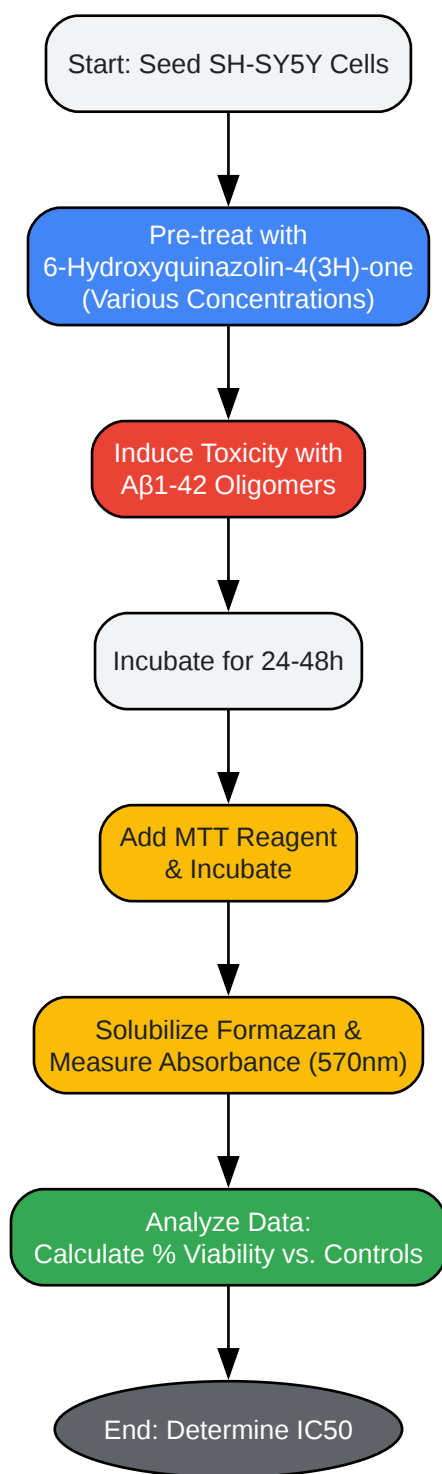 Start: Seed SH-SY5Y Cells
Pre-treat with
6-Hydroxyquinazolin-4(3H)-one
(Various Concentrations)
Induce Toxicity with
Aβ1-42 Oligomers
Incubate for 24-48h
Add MTT Reagent
& Incubate
Solubilize Formazan &
Measure Absorbance (570nm)
Analyze Data:
Calculate % Viability vs. Controls
End: Determine IC50